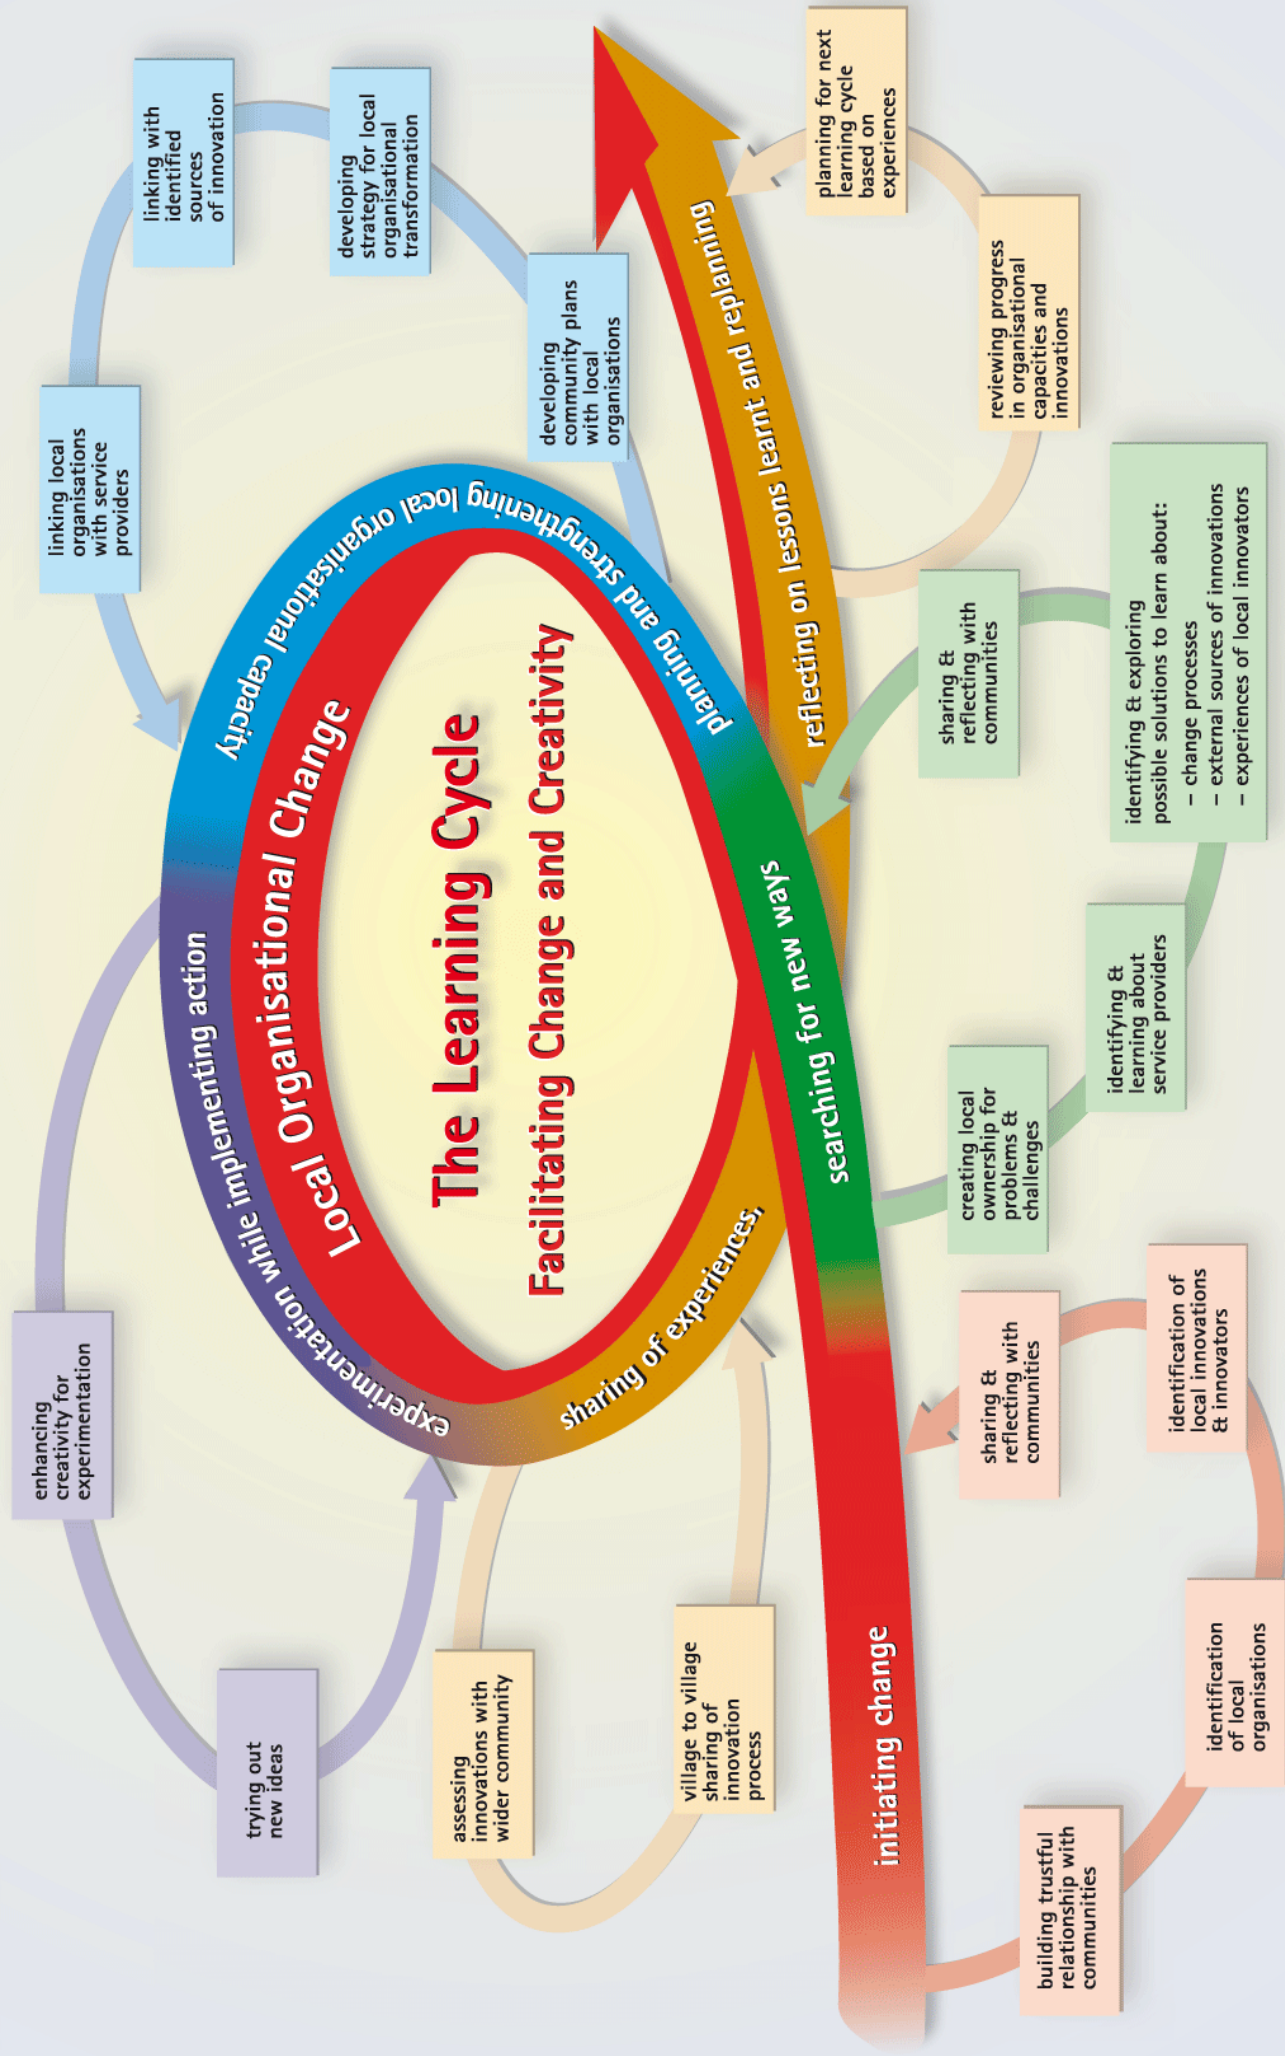 The Learning Cycle
Facilitating Change and Creativity
Local Organisational Change
initiating change
building trustful
relationship with
communities
identification
of local
organisations
identification of
local innovations
& innovators
sharing &
reflecting with
communities
searching for new ways
creating local
ownership for
problems &
challenges
identifying &
learning about
service providers
identifying & exploring
possible solutions to learn about:
– change processes
– external sources of innovations
– experiences of local innovators
sharing &
reflecting with
communities
planning and strengthening local organisational capacity
developing
community plans
with local
organisations
developing
strategy for local
organisational
transformation
linking with
identified
sources
of innovation
linking local
organisations
with service
providers
experimentation while implementing action
enhancing
creativity for
experimentation
trying out
new ideas
sharing of experiences,
assessing
innovations with
wider community
village to village
sharing of
innovation
process
reflecting on lessons learnt and replanning
reviewing progress
in organisational
capacities and
innovations
planning for next
learning cycle
based on
experiences